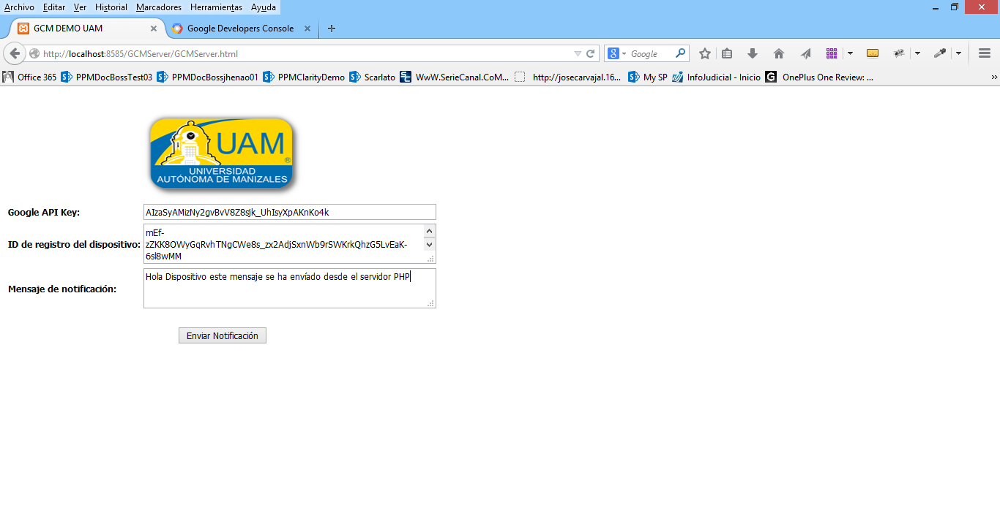 Archivo Editar Ver Historial Marcadores Herramientas Ayuda
GCM DEMO UAM Google Developers Console
http://localhost:8585/GCMServer/GCMServer.html Google
Office 365 PPMDocBossTest03 PPMDocBossjhenao01 PPMClarityDemo Scarlato WwW.SerieCanal.CoM... http://josecarvajal.16... My SP InfoJudicial - Inicio OnePlus One Review: ...
UAM
UNIVERSIDAD
AUTÓNOMA DE MANIZALES
Google API Key: AIzaSyAMizNy2gvBvV8Z8sjk_UhIsyXpAKnKo4k
ID de registro del dispositivo: mEf-
zZKK8OWyGqRvhTNgCWe8s_zx2AdjSxnWb9rSWKrkQhzG5LvEaK-
6sl8wMM
Mensaje de notificación: Hola Dispositivo este mensaje se ha envíado desde el servidor PHP
Enviar Notificación